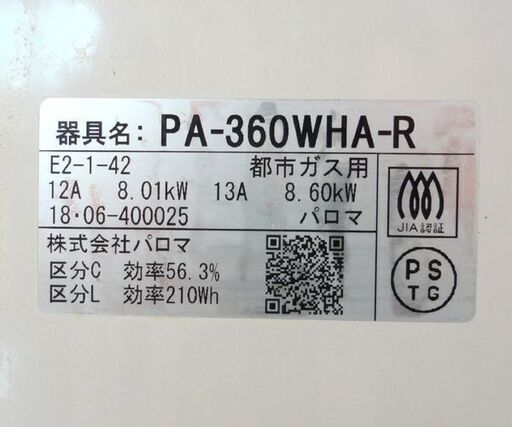 器具名: PA-360WHA-R
E2-1-42 都市ガス用
12A 8.01kW 13A 8.60kW
18・06-400025 パロマ
JIA認証
株式会社パロマ
区分C 効率56.3%
区分L 効率210Wh
PS
TG